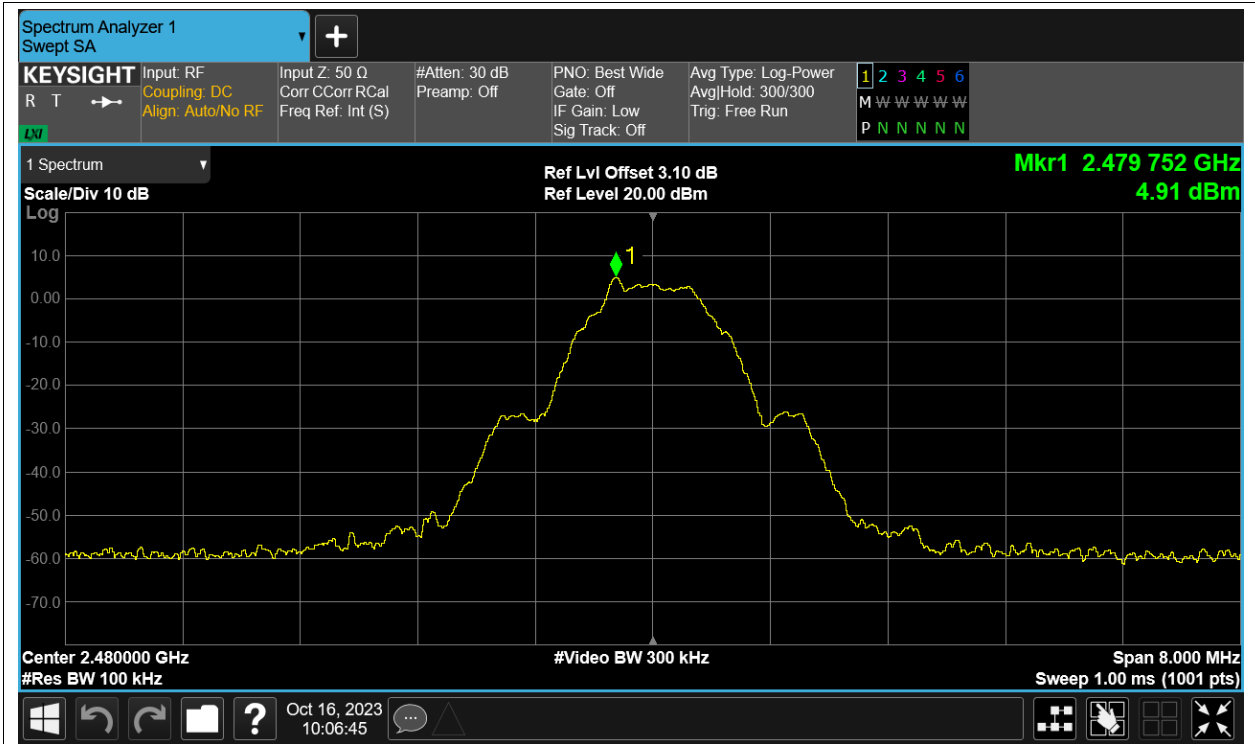 Spectrum Analyzer 1
Swept SA
KEYSIGHT
R T
LXI
Input: RF
Coupling: DC
Align: Auto/No RF
Input Z: 50 Ω
Corr CCorr RCal
Freq Ref: Int (S)
#Atten: 30 dB
Preamp: Off
PNO: Best Wide
Gate: Off
IF Gain: Low
Sig Track: Off
Avg Type: Log-Power
Avg|Hold: 300/300
Trig: Free Run
1 2 3 4 5 6
M W W W W W
P N N N N N
1 Spectrum
Scale/Div 10 dB
Log
Ref Lvl Offset 3.10 dB
Ref Level 20.00 dBm
Mkr1 2.479 752 GHz
4.91 dBm
1
10.0
0.00
-10.0
-20.0
-30.0
-40.0
-50.0
-60.0
-70.0
Center 2.480000 GHz
#Res BW 100 kHz
#Video BW 300 kHz
Span 8.000 MHz
Sweep 1.00 ms (1001 pts)
?
Oct 16, 2023
10:06:45